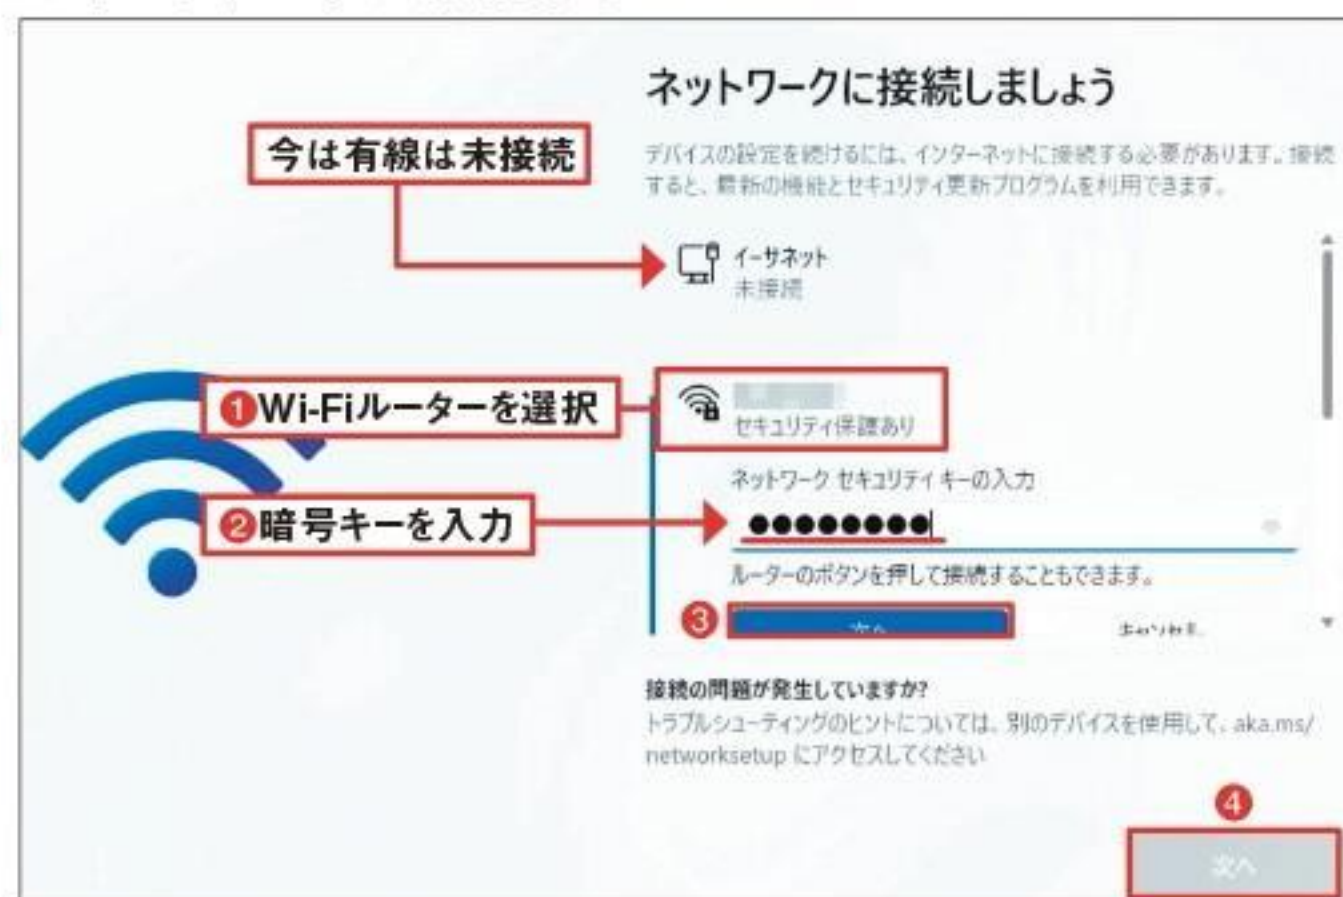 ネットワークに接続しましょう
今は有線は未接続
デバイスの設定を続けるには、インターネットに接続する必要があります。接続
すると、最新の機能とセキュリティ更新プログラムを利用できます。
イーサネット
未接続
❶Wi-Fiルーターを選択
セキュリティ保護あり
ネットワーク セキュリティ キーの入力
❷暗号キーを入力
●●●●●●●●
ルーターのボタンを押して接続することもできます。
❸
次へ
キャンセル
接続の問題が発生していますか?
トラブルシューティングのヒントについては、別のデバイスを使用して、aka.ms/
networksetup にアクセスしてください
❹
次へ